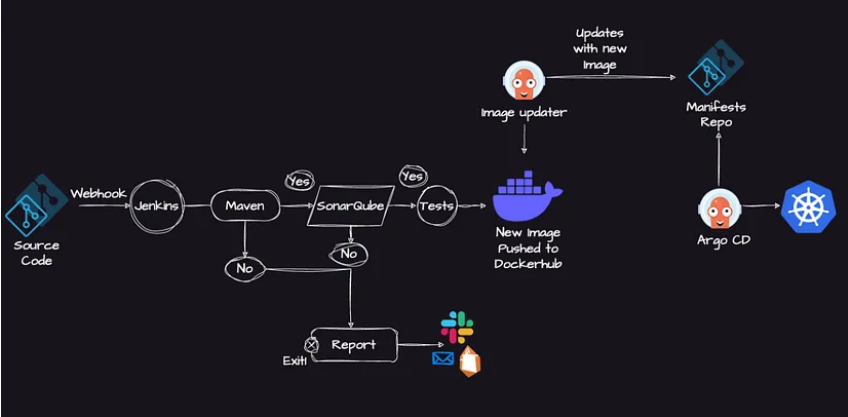 Updates
with new
Image
Image updater
Manifests
Repo
Webhook
Jenkins
Maven
Yes
SonarQube
Yes
Tests
Source
Code
New Image
Pushed to
Dockerhub
Argo CD
No
No
Report
Exit!